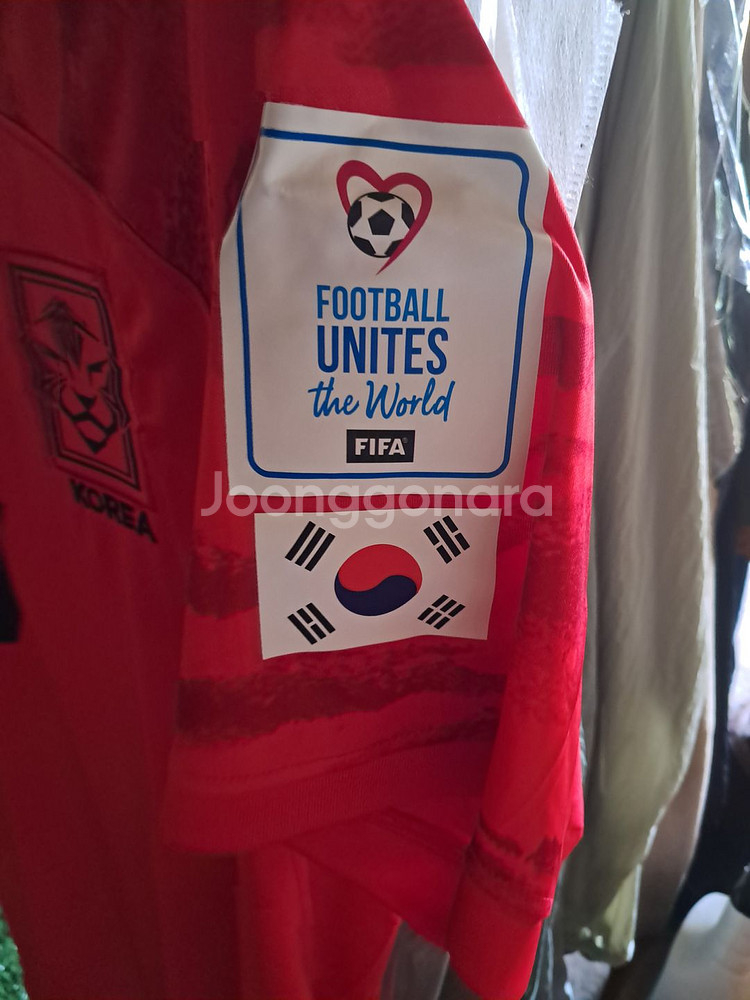 FOOTBALL
UNITES
the World
FIFA
Joonggonara
KOREA